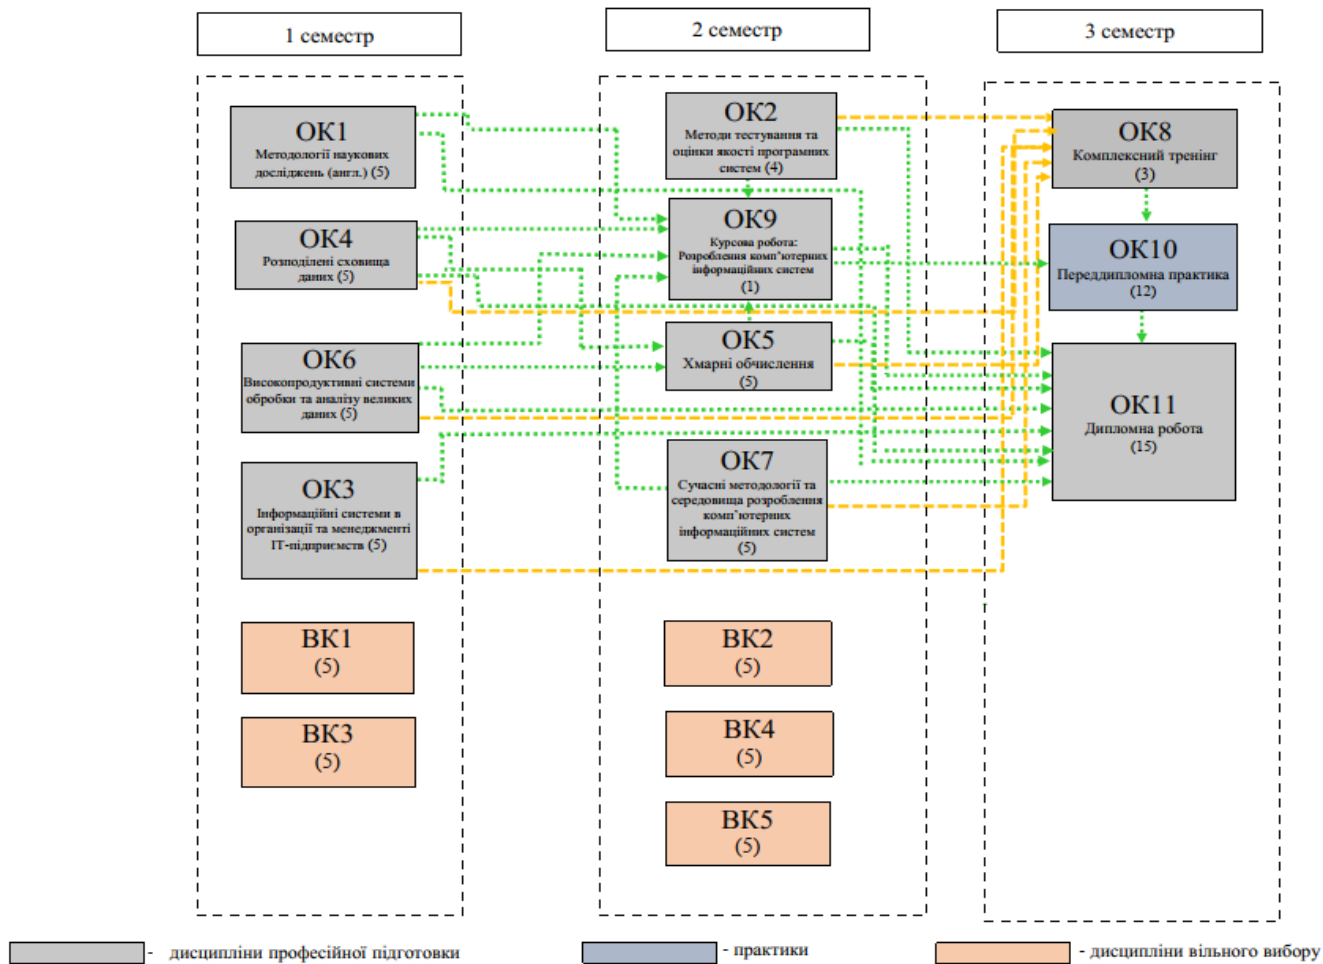 1 семестр
2 семестр
3 семестр
ОК1
Методології наукових
досліджень (англ.) (5)
ОК4
Розподілені сховища
даних (5)
ОК6
Високопродуктивні системи
обробки та аналізу великих
даних (5)
ОК3
Інформаційні системи в
організації та менеджменті
ІТ-підприємств (5)
ВК1
(5)
ВК3
(5)
ОК2
Методи тестування та
оцінки якості програмних
систем (4)
ОК9
Курсова робота:
Розроблення комп’ютерних
інформаційних систем
(1)
ОК5
Хмарні обчислення
(5)
ОК7
Сучасні методології та
середовища розроблення
комп’ютерних
інформаційних систем
(5)
ВК2
(5)
ВК4
(5)
ВК5
(5)
ОК8
Комплексний тренінг
(3)
ОК10
Переддипломна практика
(12)
ОК11
Дипломна робота
(15)
- дисципліни професійної підготовки
- практики
- дисципліни вільного вибору